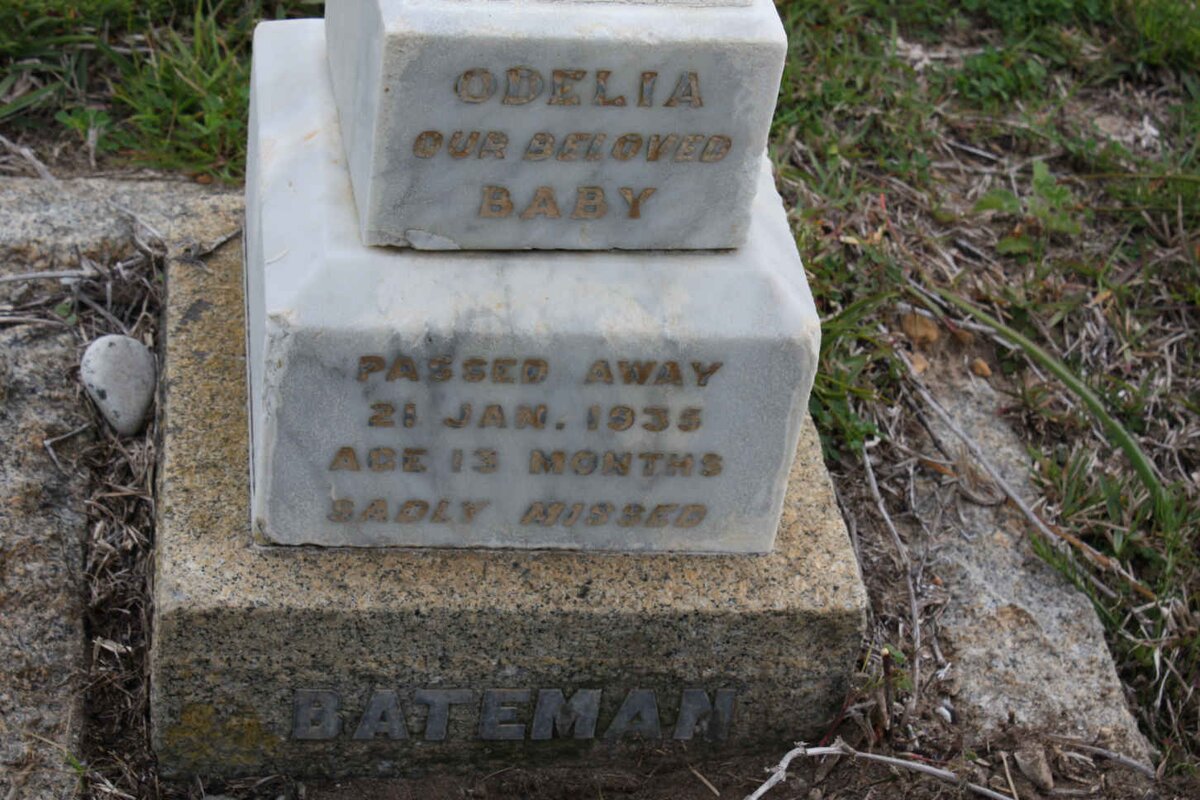 ODELIA
OUR BELOVED
BABY
PASSED AWAY
21 JAN. 1935
AGE 13 MONTHS
SADLY MISSED
BATEMAN